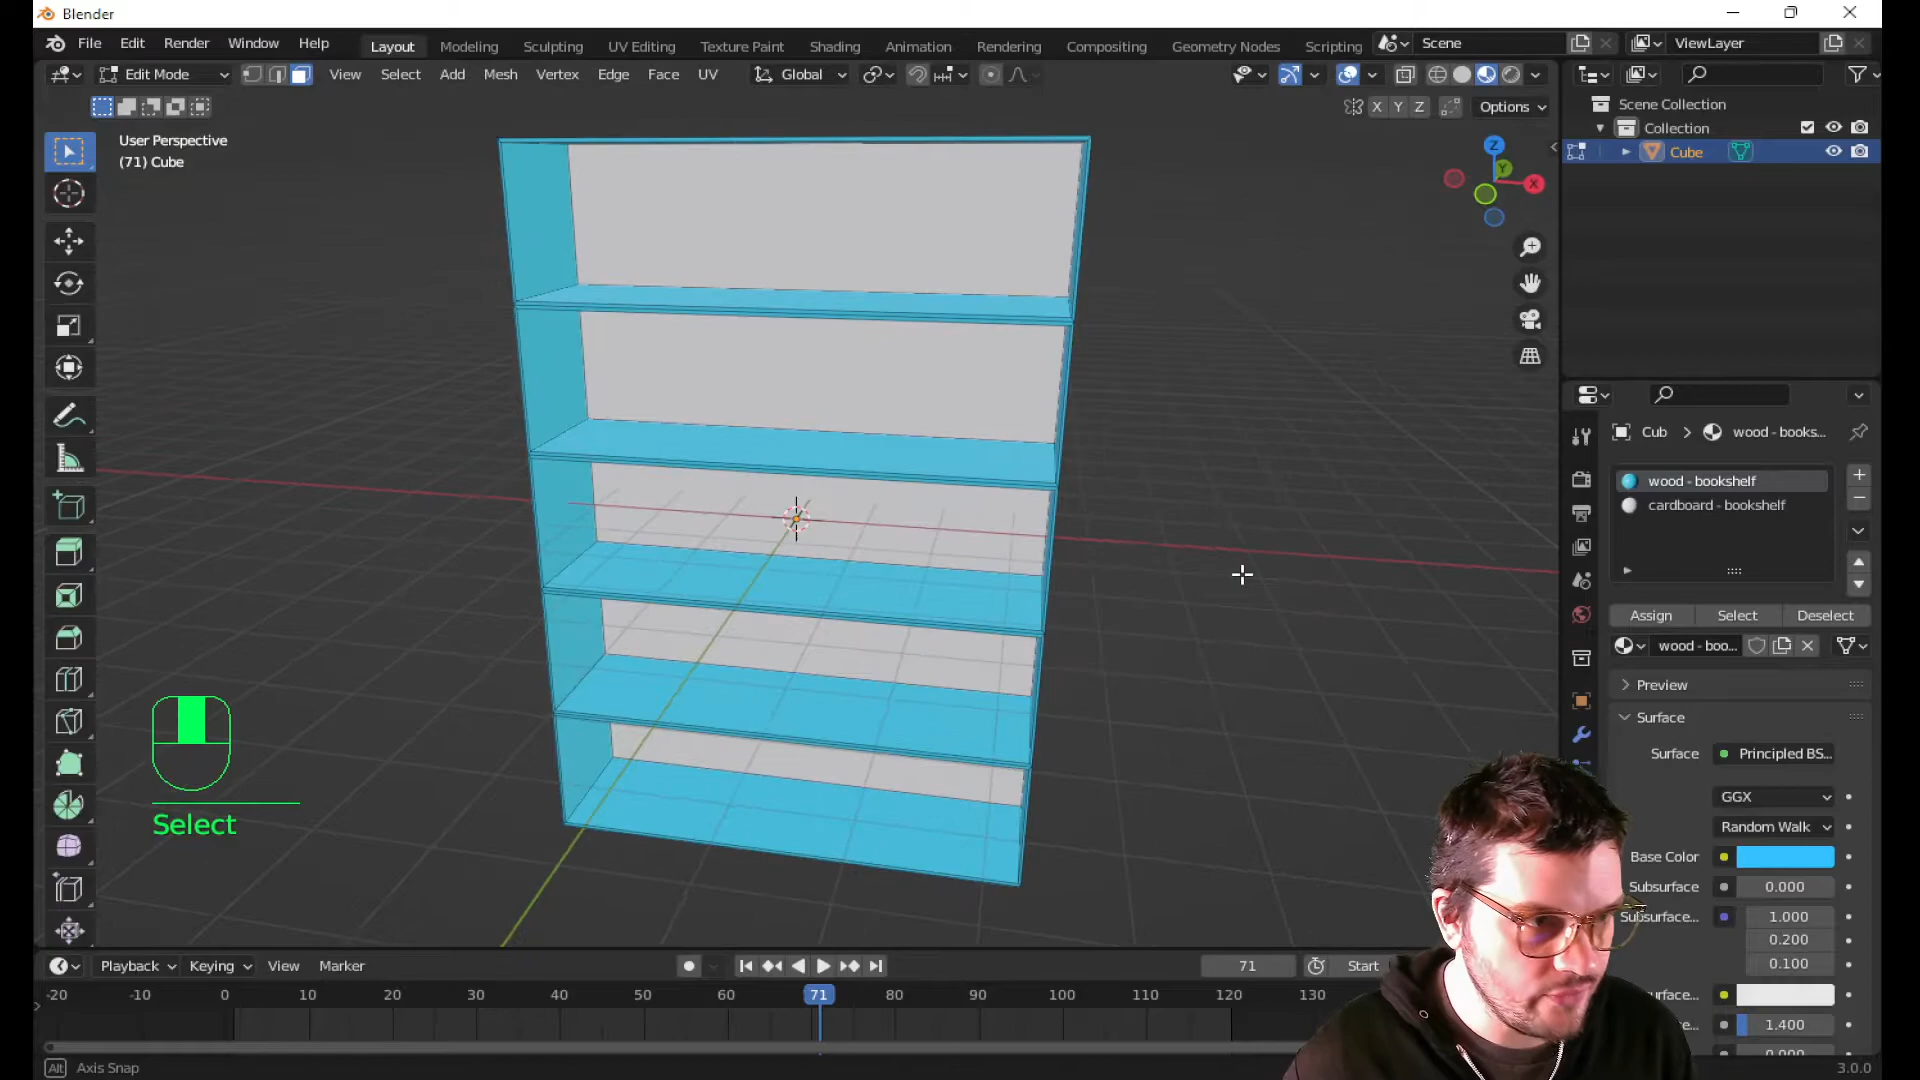 Blender
File Edit Render Window Help Layout Modeling Sculpting UV Editing Texture Paint Shading Animation Rendering Compositing Geometry Nodes Scripting Scene ViewLayer
Edit Mode View Select Add Mesh Vertex Edge Face UV Global
X Y Z Options
User Perspective
(71) Cube
Scene Collection
Collection
Cube
Z
Y
X
Cub > wood - books...
wood - bookshelf
cardboard - bookshelf
Assign Select Deselect
wood - boo...
Preview
Surface
Surface Principled BS...
GGX
Random Walk
Base Color
Subsurface 0.000
Subsurface... 1.000
0.200
0.100
1.400
Select
Playback Keying View Marker 71 Start
-20 -10 0 10 20 30 40 50 60 71 80 90 100 110 120 130
Alt Axis Snap 3.0.0